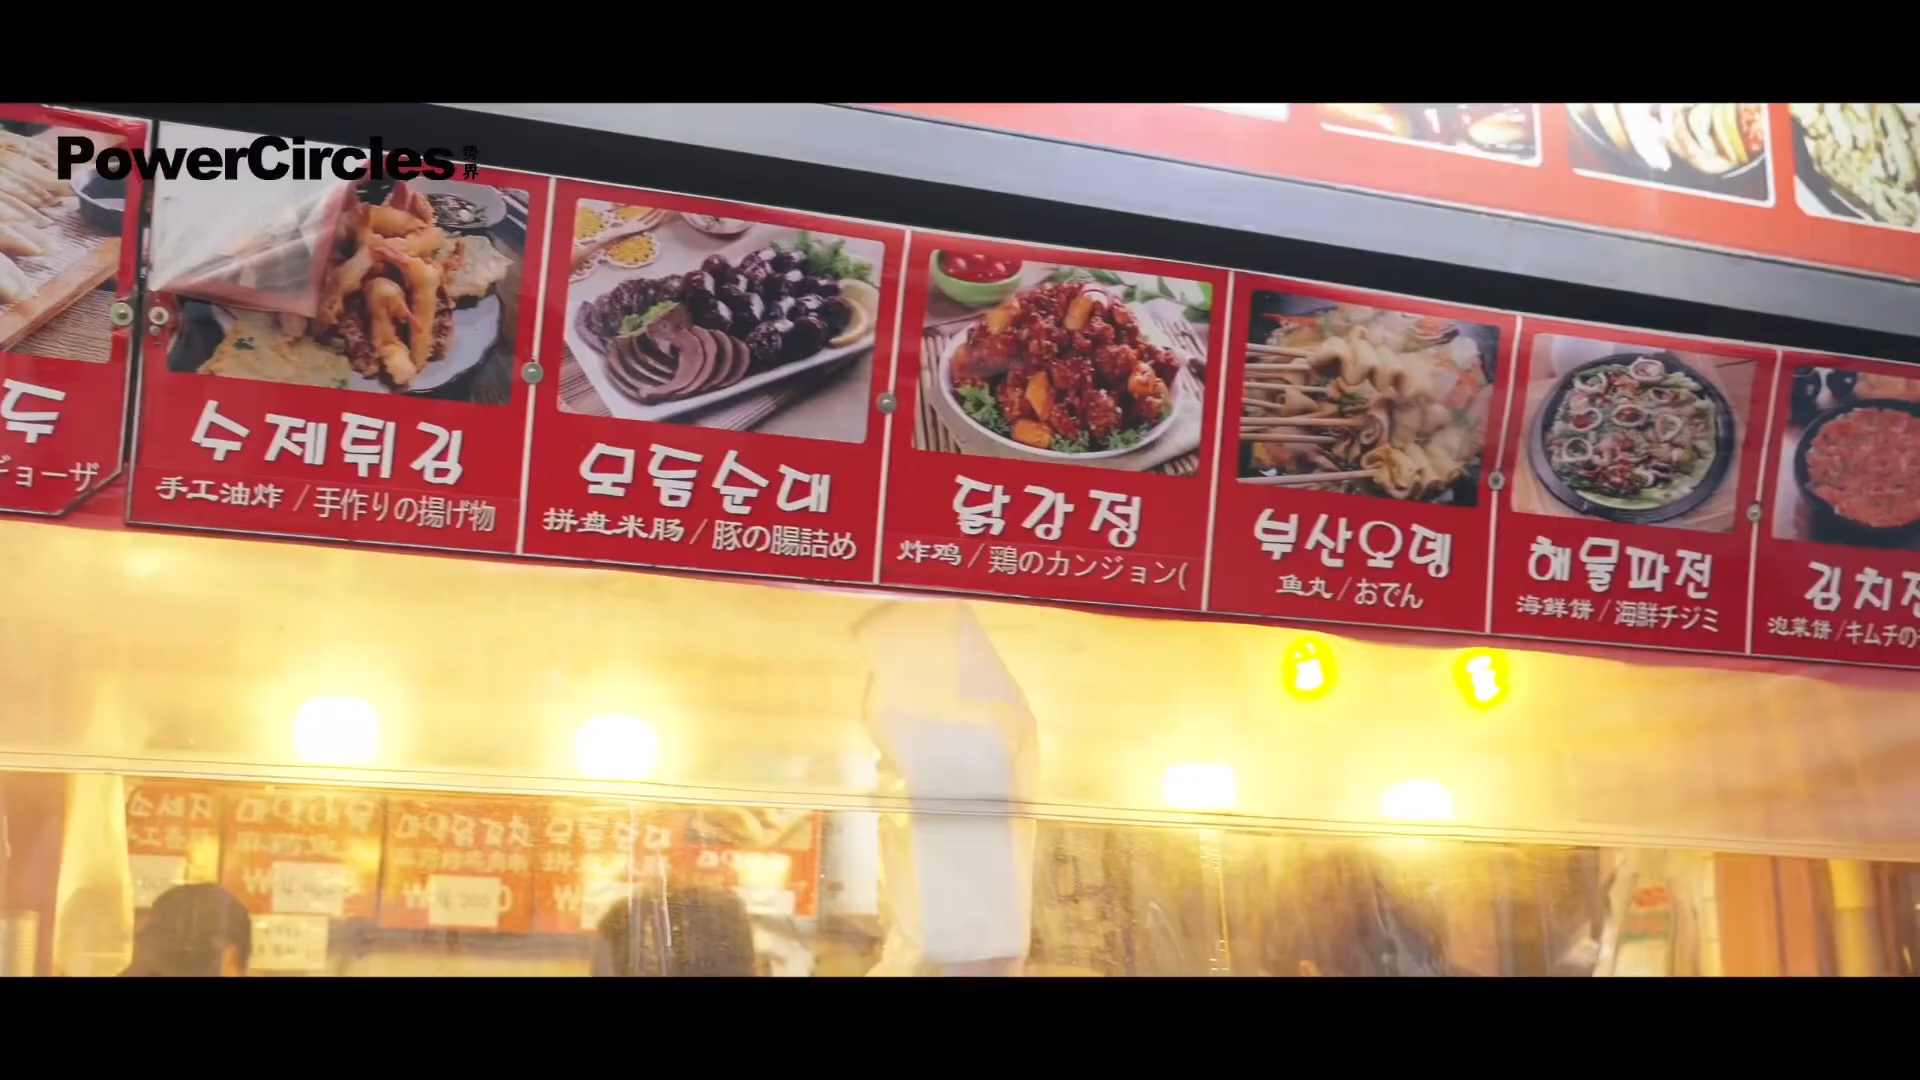 PowerCircles 势界
두
ギョーザ
수제튀김
手工油炸 / 手作りの揚げ物
모듬순대
拼盘米肠 / 豚の腸詰め
닭강정
炸鸡 / 鶏のカンジョン(
부산오뎅
鱼丸 / おでん
해물파전
海鲜饼 / 海鮮チジミ
김치전
泡菜饼 / キムチの